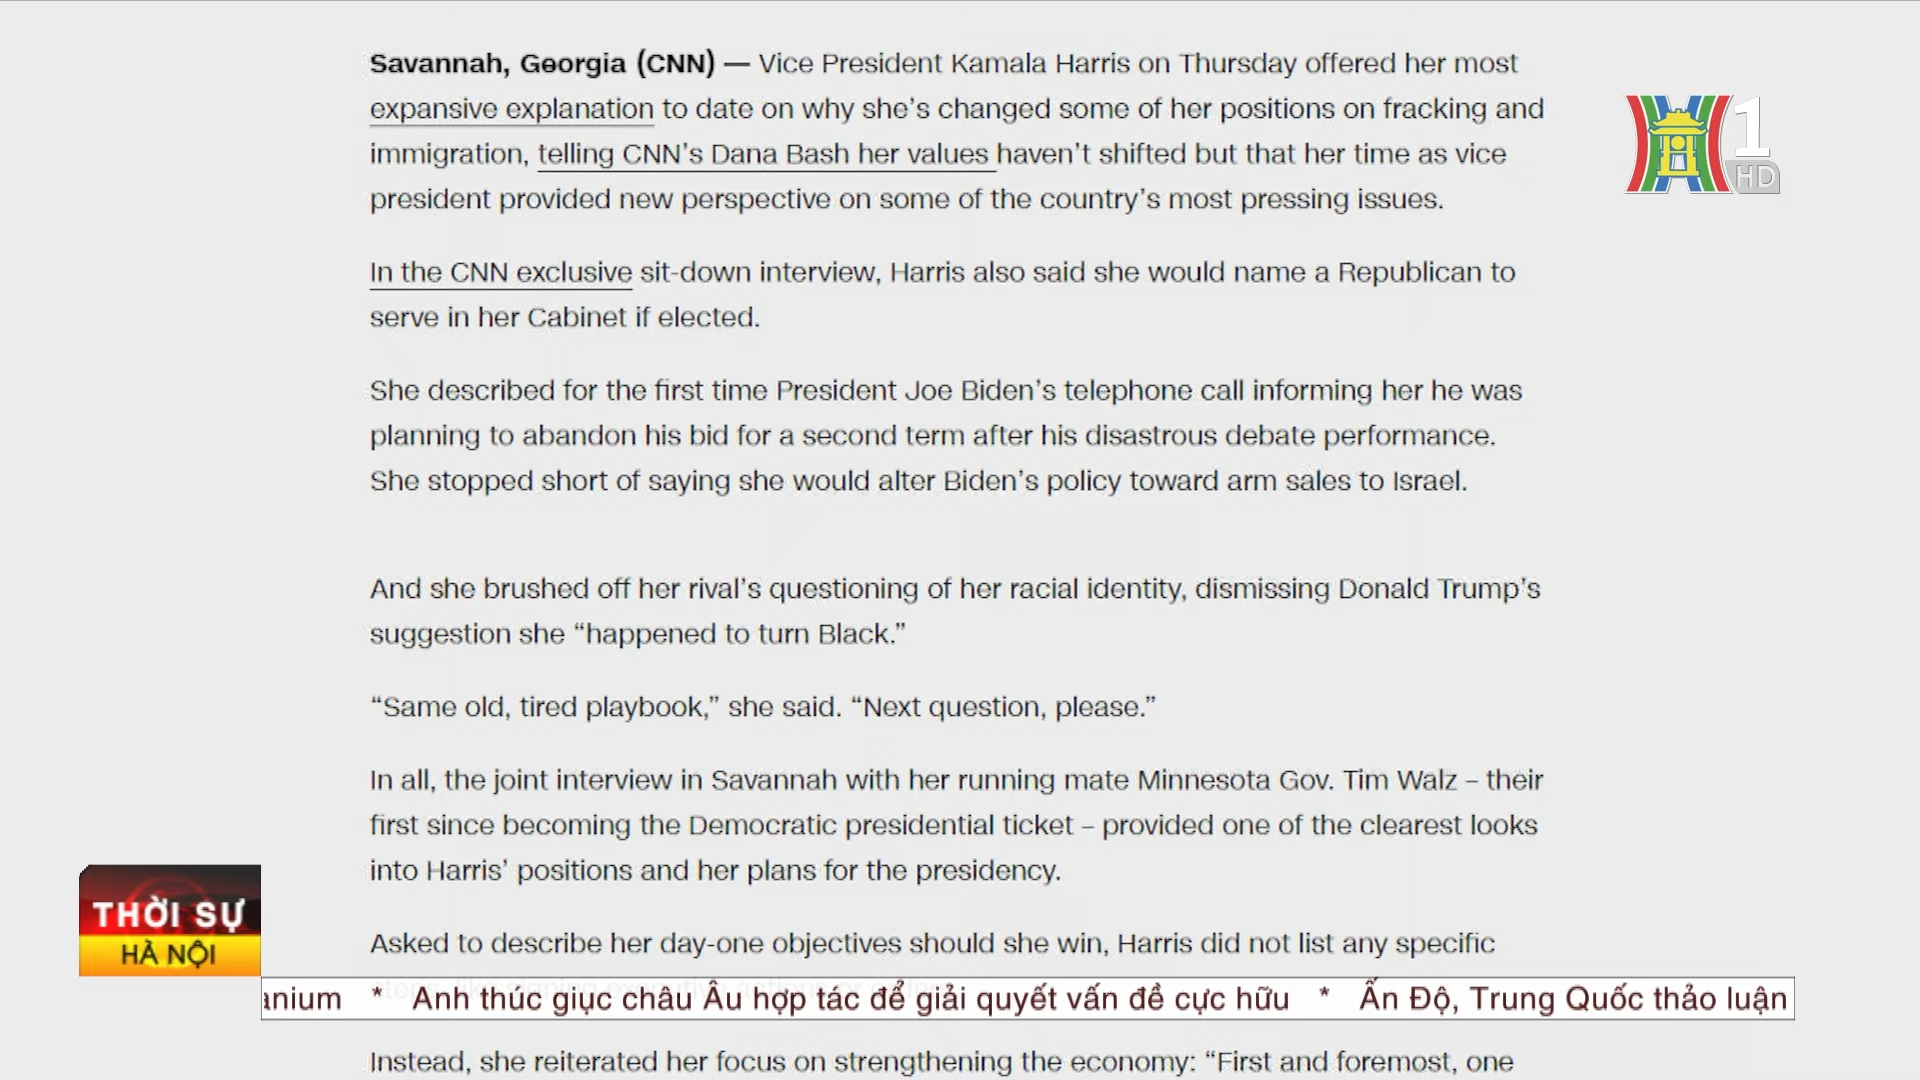 Savannah, Georgia (CNN) — Vice President Kamala Harris on Thursday offered her most
expansive explanation to date on why she's changed some of her positions on fracking and
immigration, telling CNN's Dana Bash her values haven't shifted but that her time as vice
president provided new perspective on some of the country's most pressing issues.
1
HD
In the CNN exclusive sit-down interview, Harris also said she would name a Republican to
serve in her Cabinet if elected.
She described for the first time President Joe Biden's telephone call informing her he was
planning to abandon his bid for a second term after his disastrous debate performance.
She stopped short of saying she would alter Biden's policy toward arm sales to Israel.
And she brushed off her rival's questioning of her racial identity, dismissing Donald Trump's
suggestion she “happened to turn Black.”
“Same old, tired playbook,” she said. “Next question, please.”
In all, the joint interview in Savannah with her running mate Minnesota Gov. Tim Walz – their
first since becoming the Democratic presidential ticket – provided one of the clearest looks
into Harris' positions and her plans for the presidency.
Asked to describe her day-one objectives should she win, Harris did not list any specific
THỜI SỰ
HÀ NỘI
anium * Anh thúc giục châu Âu hợp tác để giải quyết vấn đề cực hữu * Ấn Độ, Trung Quốc thảo luận
Instead, she reiterated her focus on strengthening the economy: “First and foremost, one